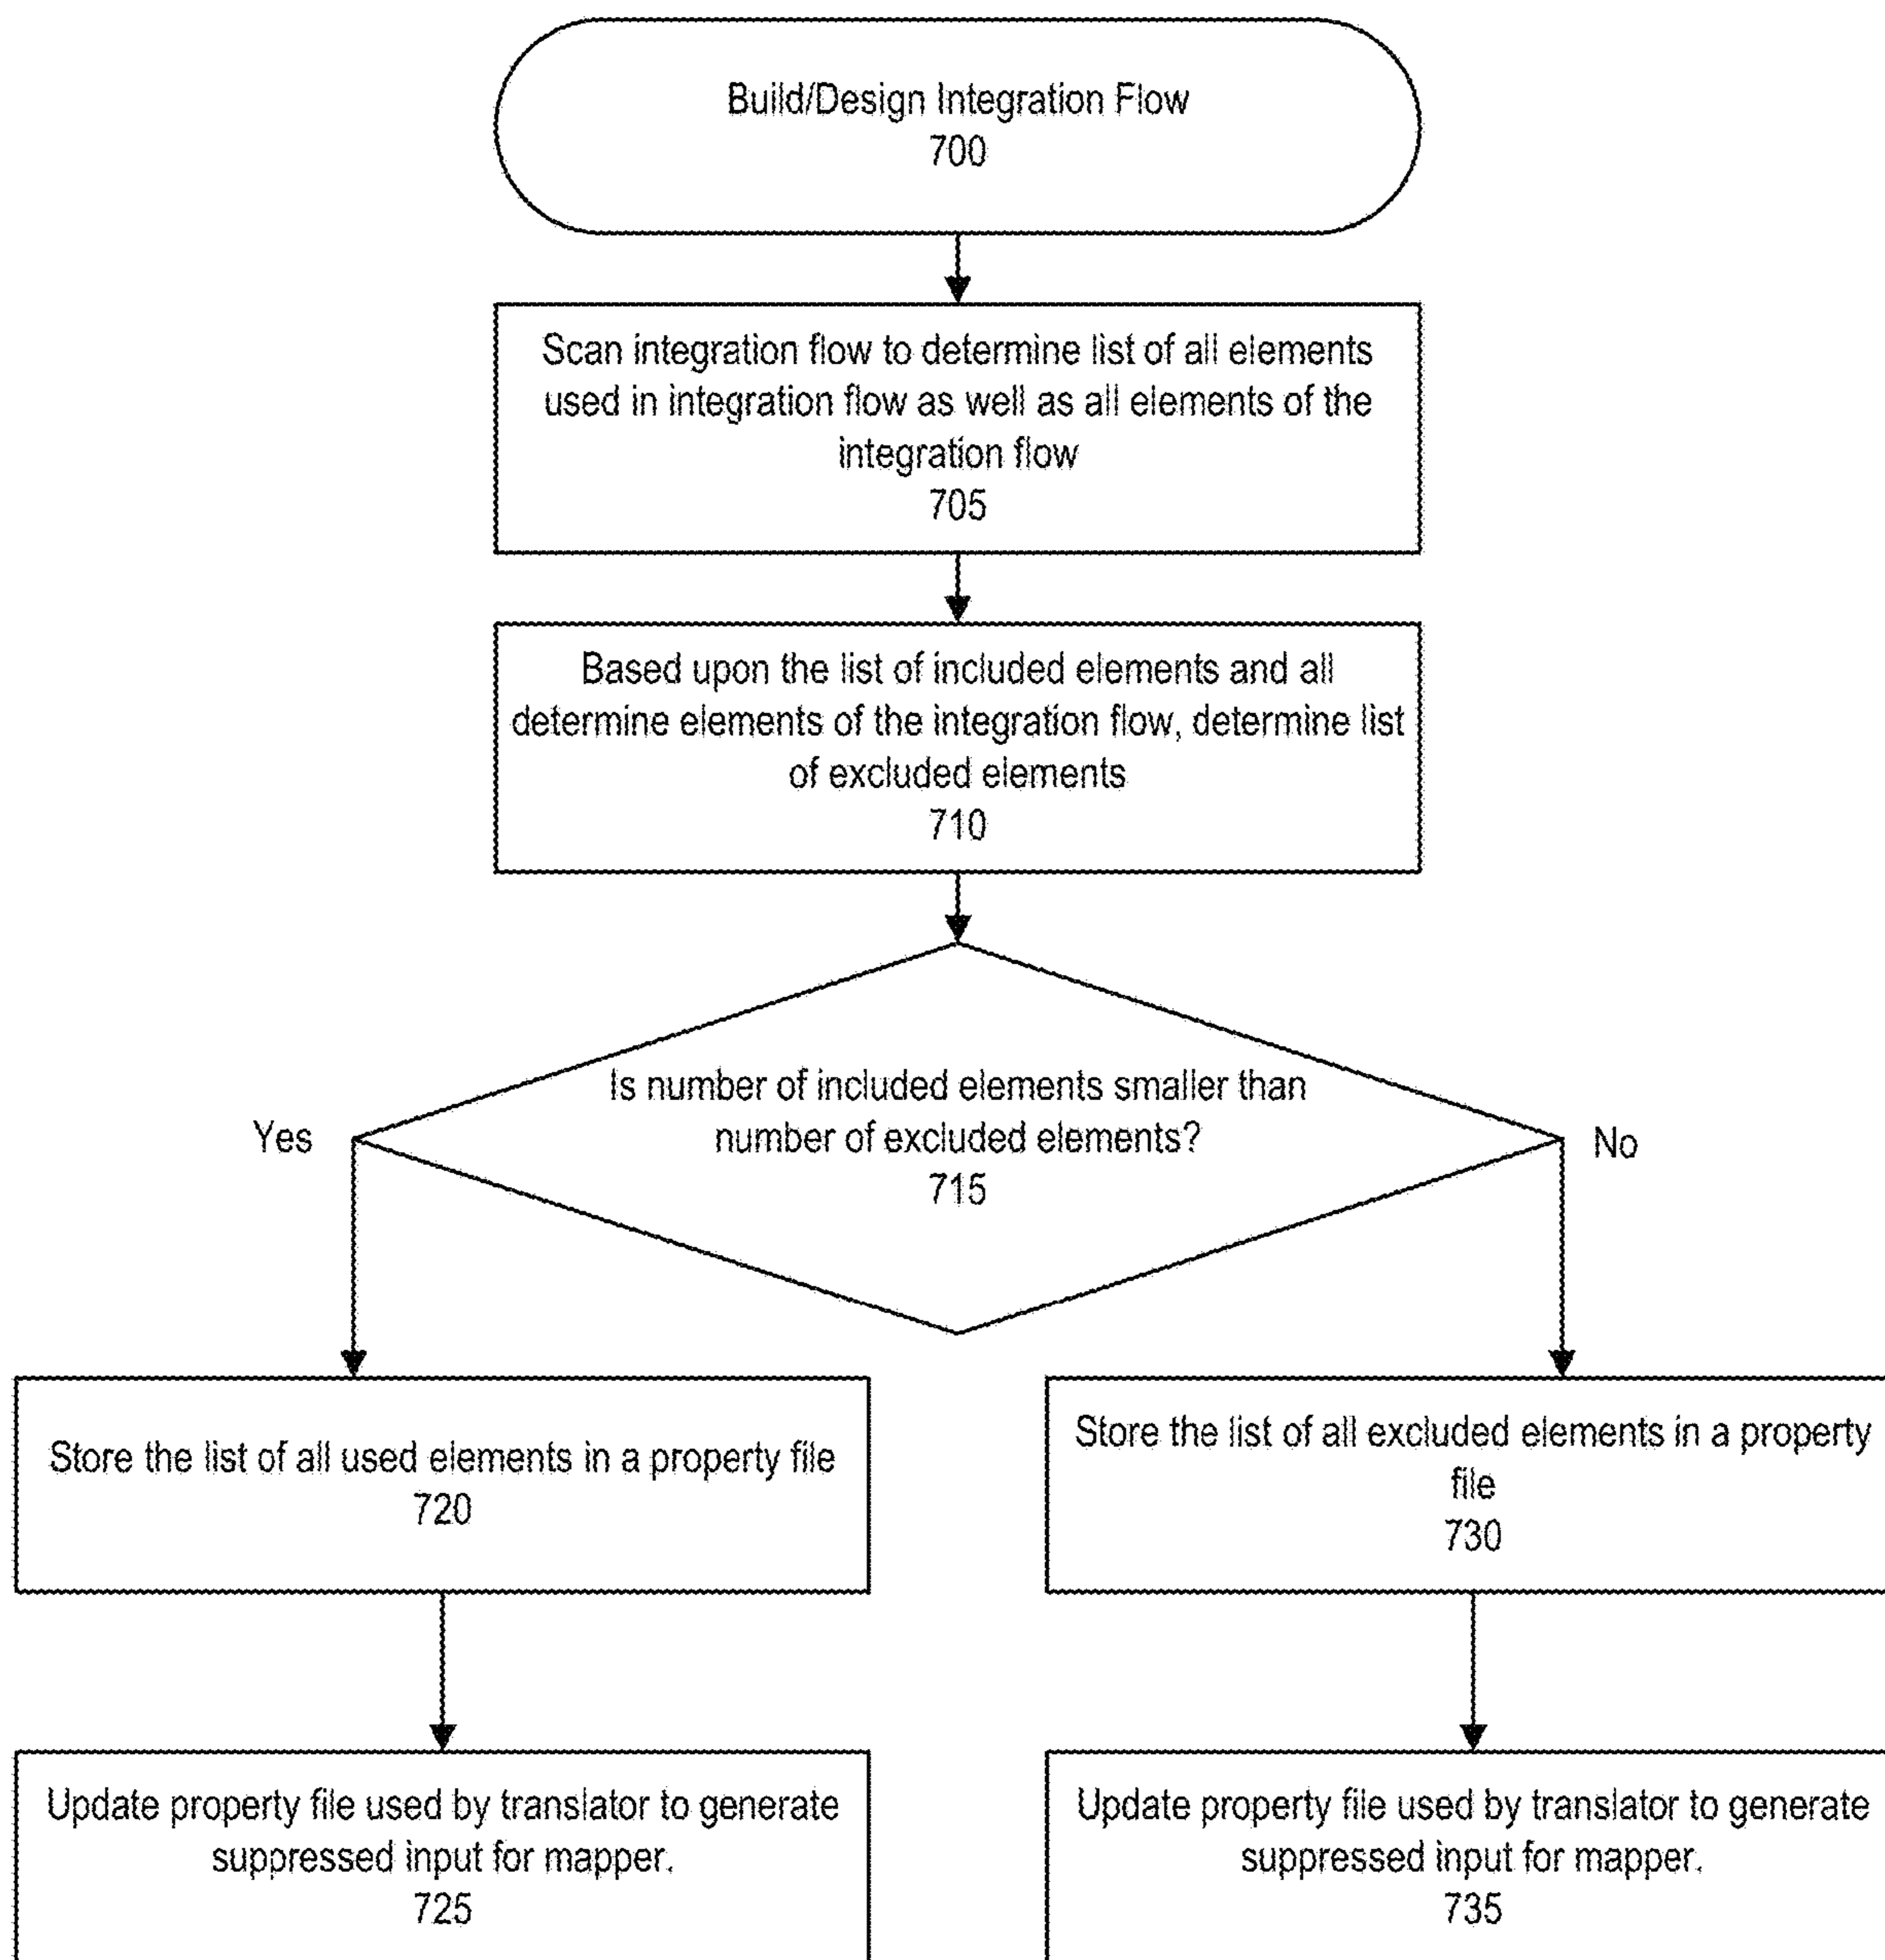 Build/Design Integration Flow
700
Scan integration flow to determine list of all elements
used in integration flow as well as all elements of the
integration flow
705
Based upon the list of included elements and all
determine elements of the integration flow, determine list
of excluded elements
710
Is number of included elements smaller than
number of excluded elements?
715
Yes
No
Store the list of all used elements in a property file
720
Store the list of all excluded elements in a property
file
730
Update property file used by translator to generate
suppressed input for mapper.
725
Update property file used by translator to generate
suppressed input for mapper.
735